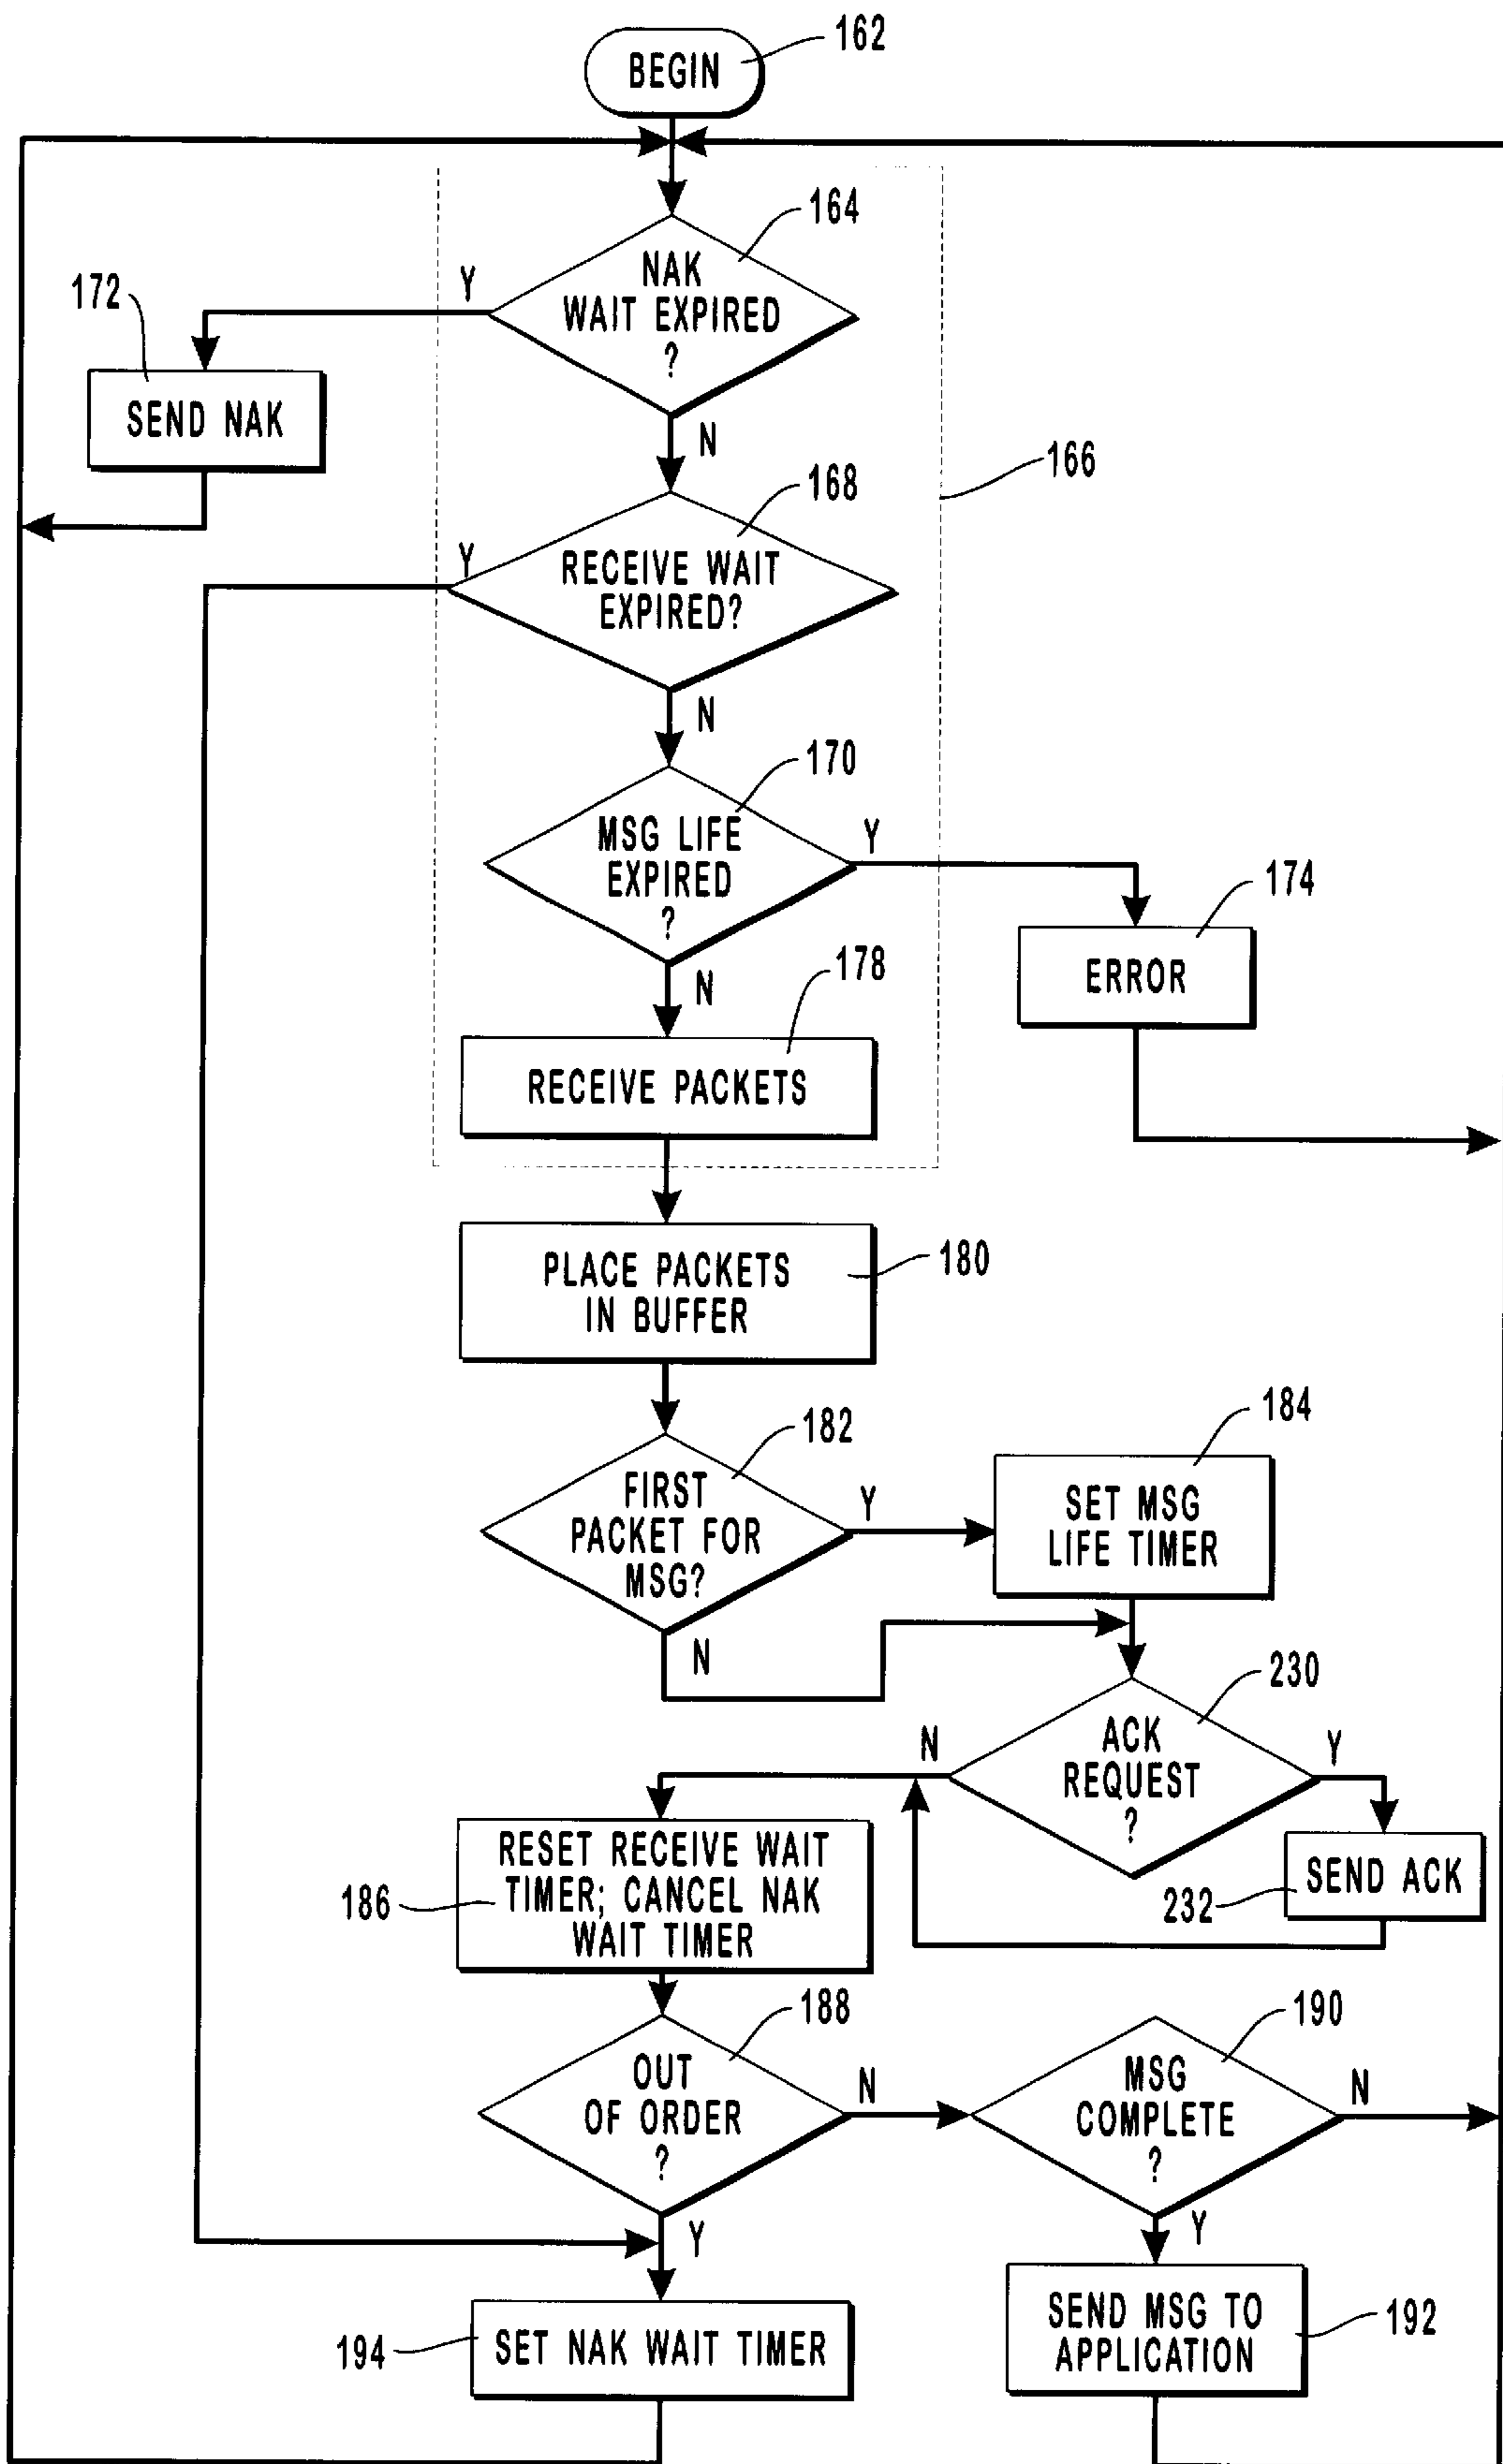 162
BEGIN
164
NAK
WAIT EXPIRED
?
Y
172
SEND NAK
N
166
168
Y
RECEIVE WAIT
EXPIRED?
N
170
MSG LIFE
EXPIRED
?
Y
174
ERROR
N
178
RECEIVE PACKETS
PLACE PACKETS
IN BUFFER
180
182
FIRST
PACKET FOR
MSG?
Y
184
SET MSG
LIFE TIMER
N
230
ACK
REQUEST
?
N
Y
RESET RECEIVE WAIT
TIMER; CANCEL NAK
WAIT TIMER
186
SEND ACK
232
188
OUT
OF ORDER
?
N
190
MSG
COMPLETE
?
N
Y
Y
SET NAK WAIT TIMER
194
SEND MSG TO
APPLICATION
192